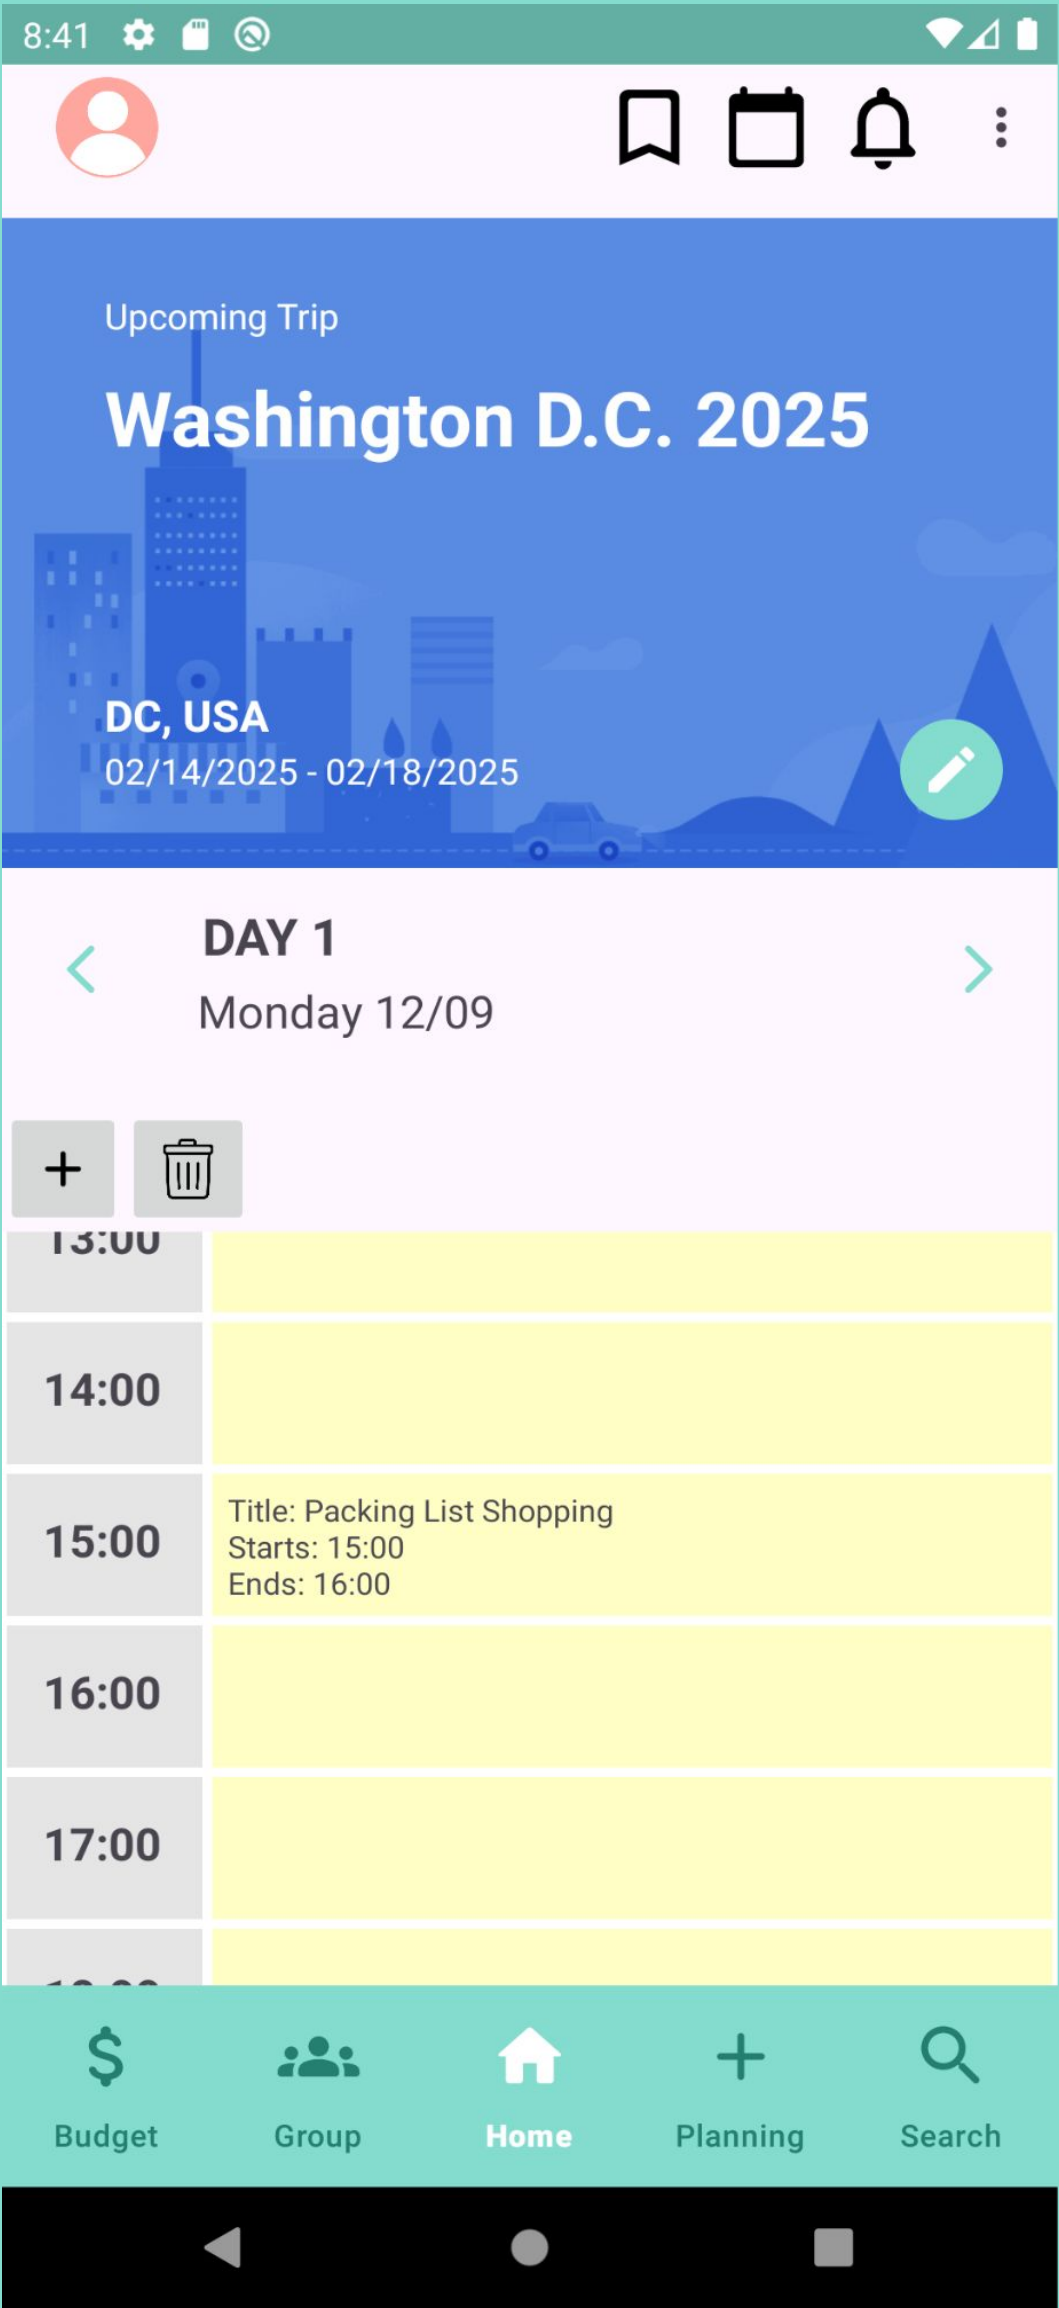 8:41
Upcoming Trip
Washington D.C. 2025
DC, USA
02/14/2025 - 02/18/2025
DAY 1
Monday 12/09
13:00
14:00
15:00
Title: Packing List Shopping
Starts: 15:00
Ends: 16:00
16:00
17:00
Budget
Group
Home
Planning
Search